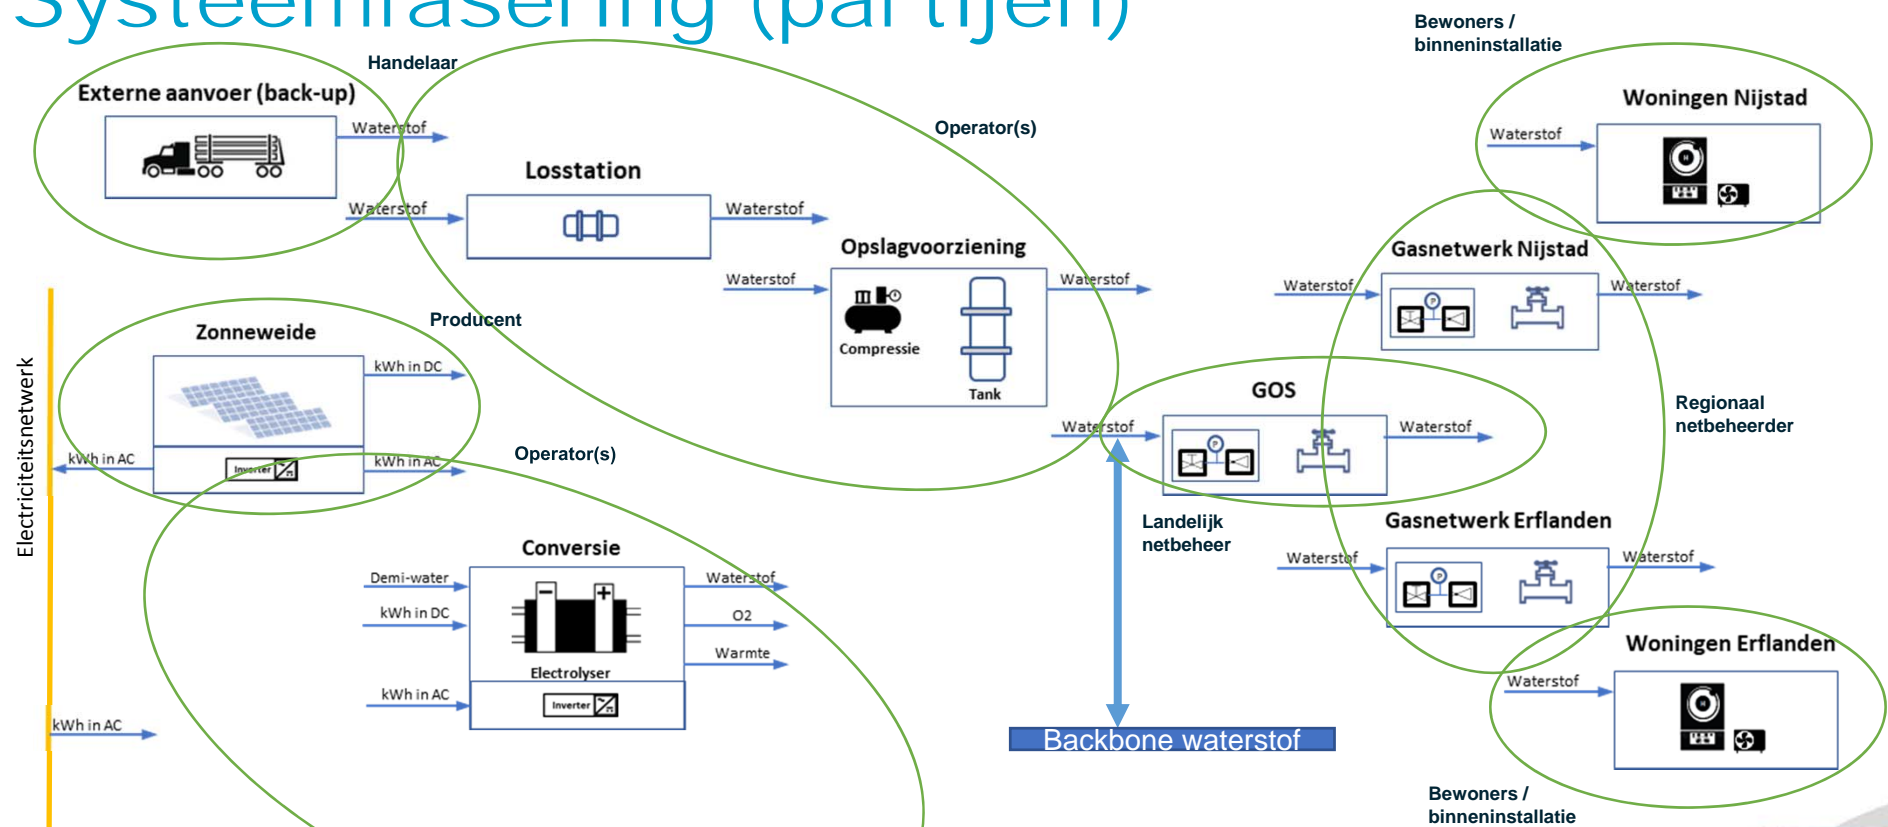 Systeemfasering (partijen)
Bewoners /
binneninstallatie
Handelaar
Externe aanvoer (back-up)
Waterstof
Operator(s)
Woningen Nijstad
Waterstof
H
Losstation
Waterstof
Waterstof
Opslagvoorziening
Waterstof
Compressie
Tank
Waterstof
Gasnetwerk Nijstad
Waterstof
P
Waterstof
Electriciteitsnetwerk
Zonneweide
Producent
kWh in DC
kWh in AC
Inverter
kWh in AC
Operator(s)
GOS
Waterstof
P
Waterstof
Regionaal
netbeheerder
Landelijk
netbeheer
Gasnetwerk Erflanden
Waterstof
P
Waterstof
Conversie
Demi-water
kWh in DC
kWh in AC
− +
Electrolyser
Inverter
Waterstof
O2
Warmte
kWh in AC
Backbone waterstof
Woningen Erflanden
Waterstof
H
Bewoners /
binneninstallatie